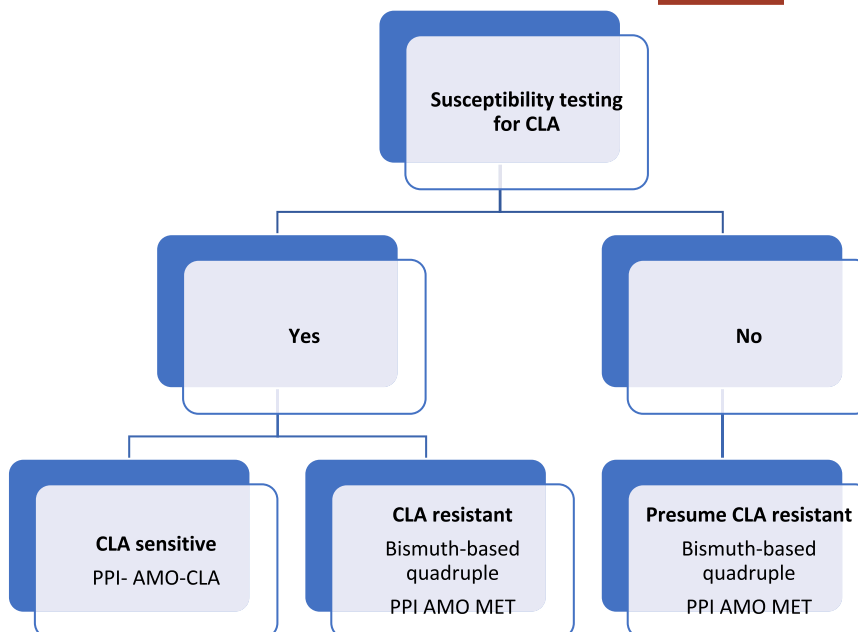 Susceptibility testing
for CLA
Yes
No
CLA sensitive
PPI- AMO-CLA
CLA resistant
Bismuth-based
quadruple
PPI AMO MET
Presume CLA resistant
Bismuth-based
quadruple
PPI AMO MET